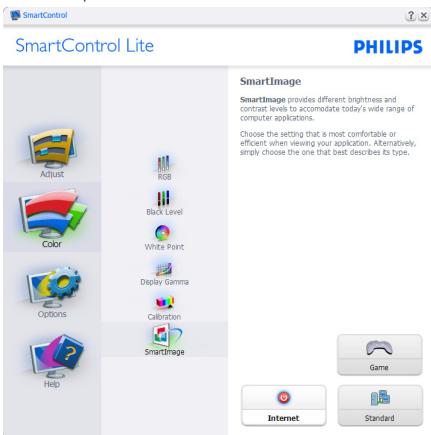 SmartControl
SmartControl Lite
PHILIPS
Adjust
Color
Options
Help
RGB
Black Level
White Point
Display Gamma
Calibration
SmartImage
SmartImage
SmartImage provides different brightness and
contrast levels to accomodate today's wide range of
computer applications.
Choose the setting that is most comfortable or
efficient when viewing your application. Alternatively,
simply choose the one that best describes its type.
Game
Internet
Standard